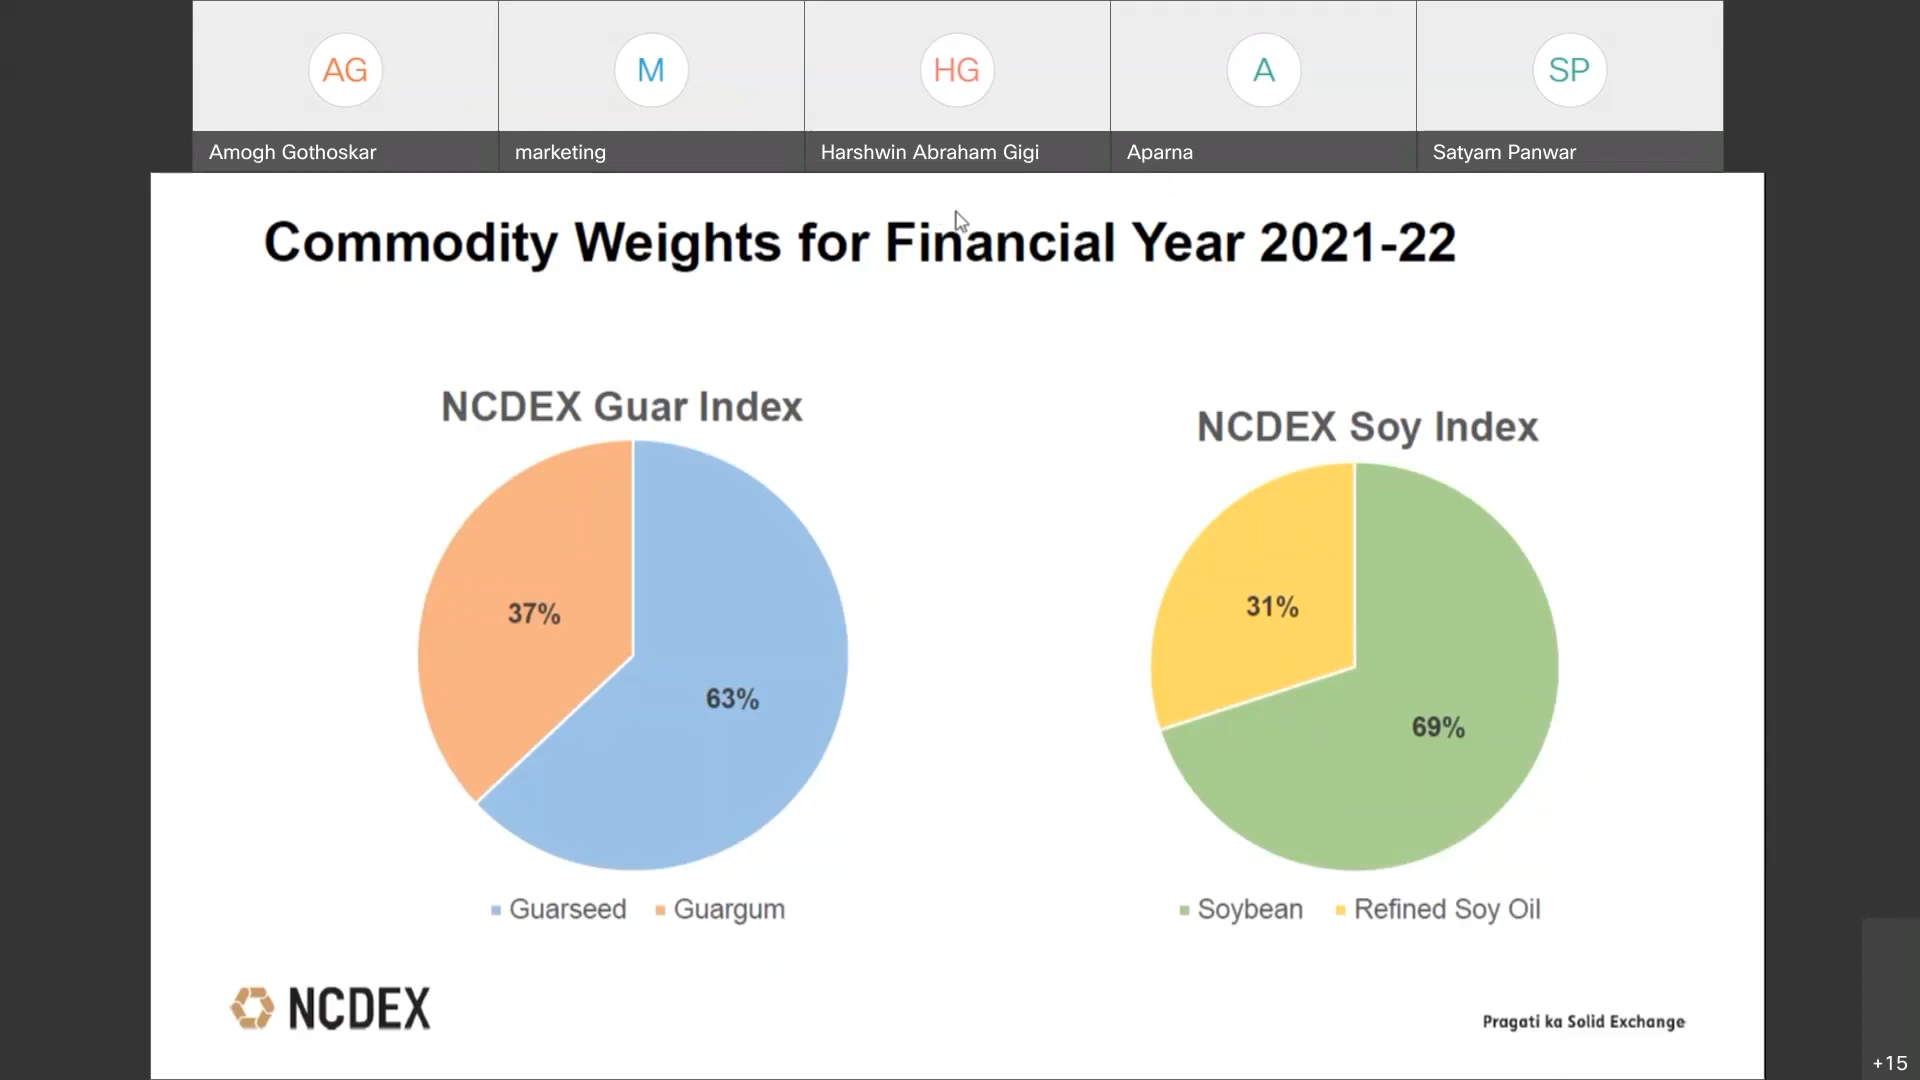 AG
M
HG
A
SP
Amogh Gothoskar
marketing
Harshwin Abraham Gigi
Aparna
Satyam Panwar
Commodity Weights for Financial Year 2021-22
NCDEX Guar Index
37%
63%
Guarseed
Guargum
NCDEX Soy Index
31%
69%
Soybean
Refined Soy Oil
NCDEX
Pragati ka Solid Exchange
+15